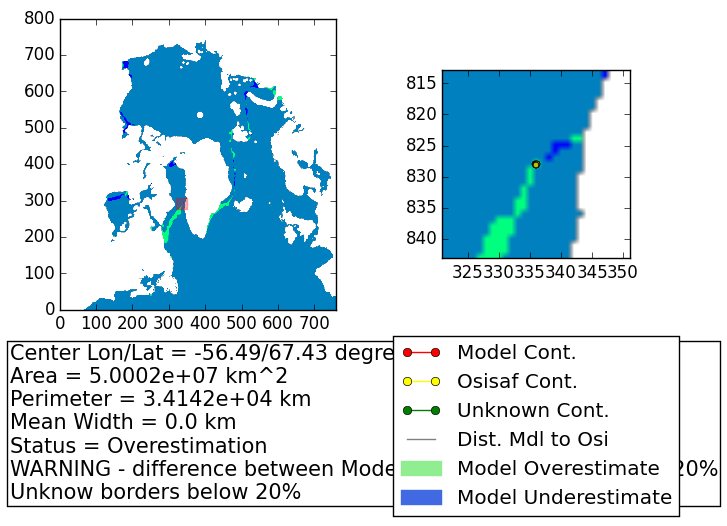 800
700
600
500
400
300
200
100
0
0 100 200 300 400 500 600 700
815
820
825
830
835
840
325 330 335 340 345 350
Center Lon/Lat = -56.49/67.43 degre
Area = 5.0002e+07 km^2
Perimeter = 3.4142e+04 km
Mean Width = 0.0 km
Status = Overestimation
WARNING - difference between Mode 20%
Unknow borders below 20%
Model Cont.
Osisaf Cont.
Unknown Cont.
Dist. Mdl to Osi
Model Overestimate
Model Underestimate